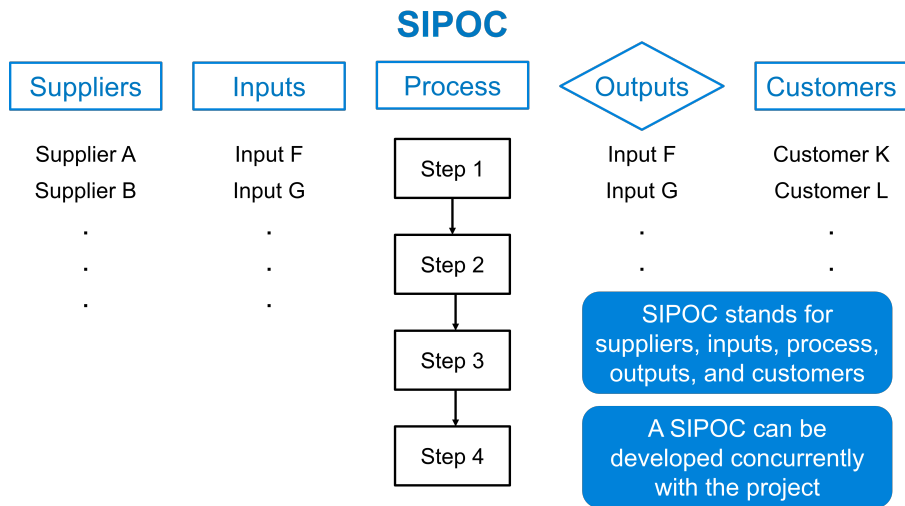 SIPOC
Suppliers
Inputs
Process
Outputs
Customers
Supplier A
Supplier B
.
.
.
Input F
Input G
.
.
.
Step 1
Step 2
Step 3
Step 4
Input F
Input G
.
.
Customer K
Customer L
.
.
SIPOC stands for
suppliers, inputs, process,
outputs, and customers
A SIPOC can be
developed concurrently
with the project